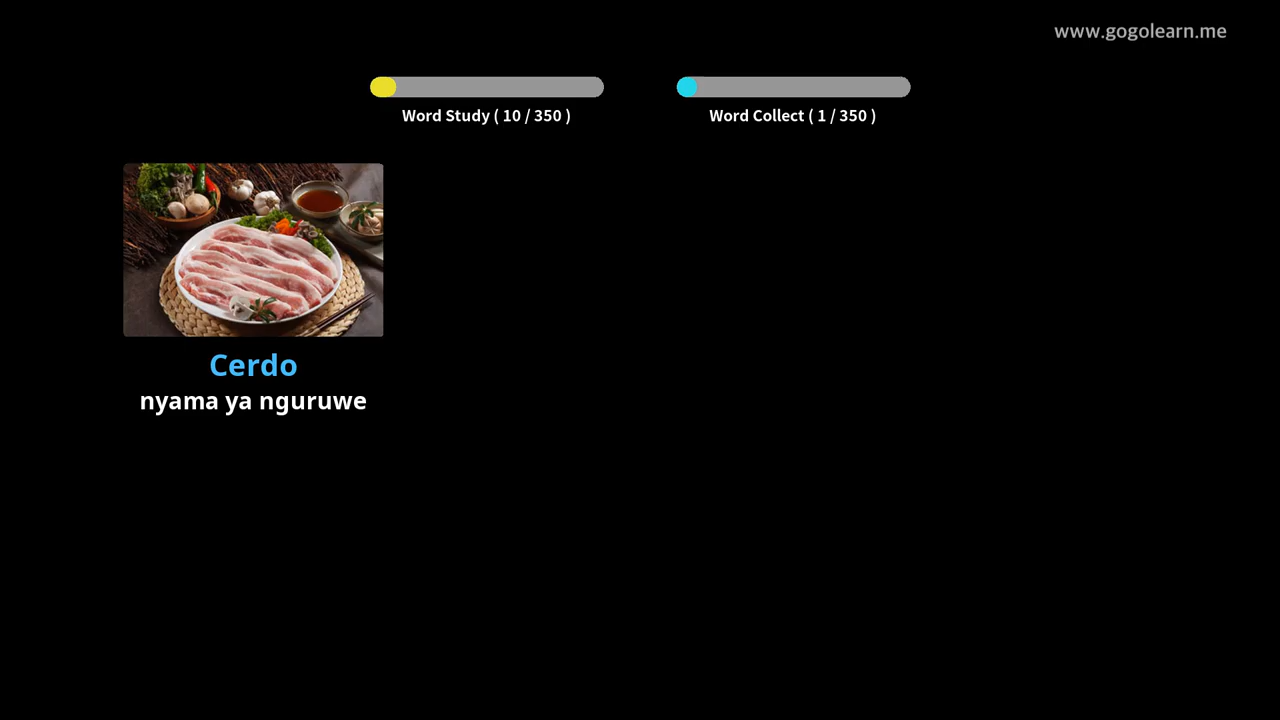 www.gogolearn.me
Word Study ( 10 / 350 )
Word Collect ( 1 / 350 )
Cerdo
nyama ya nguruwe